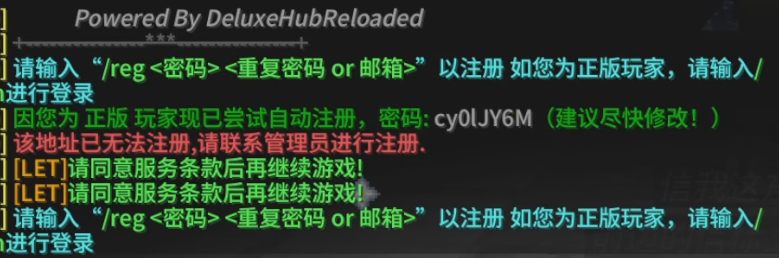 ] Powered By DeluxeHubReloaded
] +---------------***---------------+
] 请输入“/reg <密码> <重复密码 or 邮箱>”以注册 如您为正版玩家，请输入/
n进行登录
] 因您为 正版 玩家现已尝试自动注册，密码: cy0lJY6M（建议尽快修改！）
] 该地址已无法注册,请联系管理员进行注册.
] [LET]请同意服务条款后再继续游戏!
] [LET]请同意服务条款后再继续游戏!
] 请输入“/reg <密码> <重复密码 or 邮箱>”以注册 如您为正版玩家，请输入/
n进行登录